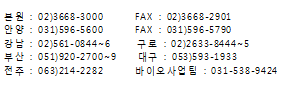 본원 : 02)3668-3000 FAX : 02)3668-2901
안양 : 031)596-5600 FAX : 031)596-5790
강남 : 02)561-0844~6 구로 : 02)2633-8444~5
부산 : 051)920-2700~9 대구 : 053)593-1933
전주 : 063)214-2282 바이오사업팀 : 031-538-9424